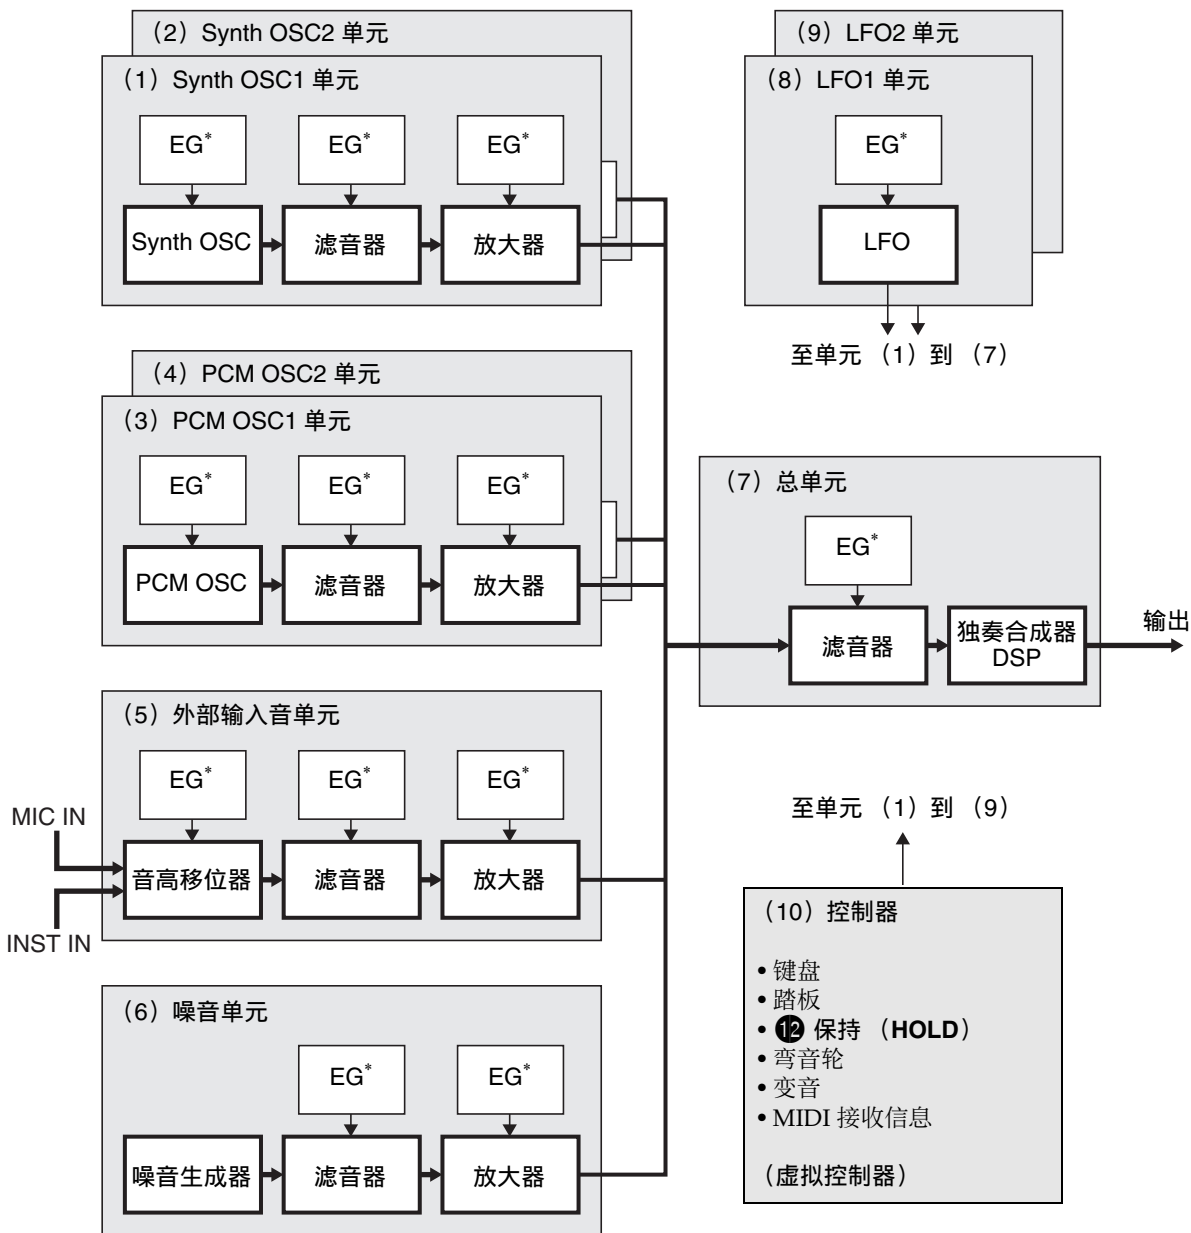 （2）Synth OSC2 单元
（1）Synth OSC1 单元
EG* EG* EG*
Synth OSC 滤音器 放大器
（9）LFO2 单元
（8）LFO1 单元
EG*
LFO
至单元 （1）到 （7）
（4）PCM OSC2 单元
（3）PCM OSC1 单元
EG* EG* EG*
PCM OSC 滤音器 放大器
（7）总单元
EG*
滤音器 独奏合成器
DSP
输出
（5）外部输入音单元
EG* EG* EG*
MIC IN
音高移位器 滤音器 放大器
INST IN
（6）噪音单元
EG* EG*
噪音生成器 滤音器 放大器
至单元 （1）到 （9）
（10）控制器
• 键盘
• 踏板
• ⓬ 保持 （HOLD）
• 弯音轮
• 变音
• MIDI 接收信息
（虚拟控制器）